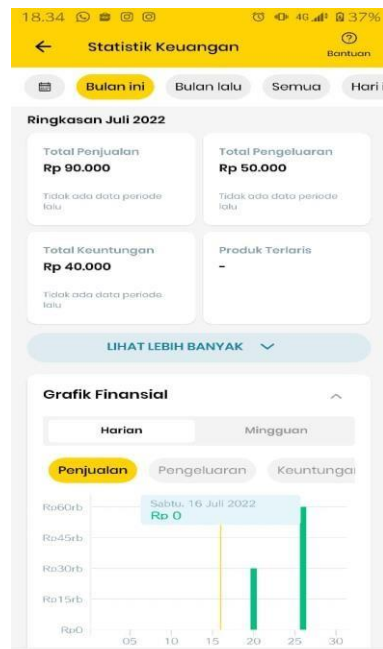 18.34 4G 37%
Statistik Keuangan
Bantuan
Bulan ini Bulan lalu Semua Hari i
Ringkasan Juli 2022
Total Penjualan
Rp 90.000
Tidak ada data periode
lalu
Total Pengeluaran
Rp 50.000
Tidak ada data periode
lalu
Total Keuntungan
Rp 40.000
Tidak ada data periode
lalu
Produk Terlaris
-
LIHAT LEBIH BANYAK
Grafik Finansial
Harian Mingguan
Penjualan Pengeluaran Keuntunga
Sabtu, 16 Juli 2022
Rp 0
Rp60rb
Rp45rb
Rp30rb
Rp15rb
Rp0
05 10 15 20 25 30